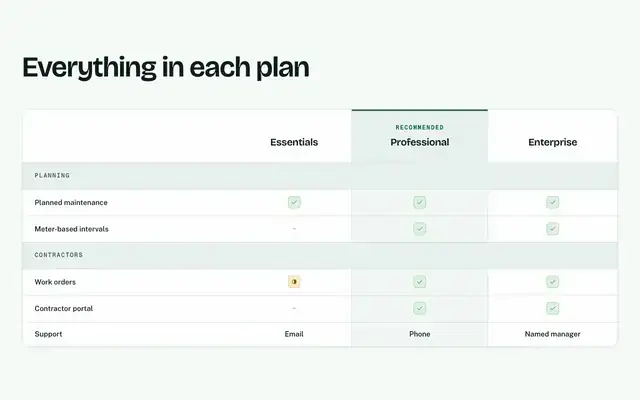 Everything in each plan
RECOMMENDED
Essentials Professional Enterprise
PLANNING
Planned maintenance
Meter-based intervals - 
CONTRACTORS
Work orders
Contractor portal -
Support Email Phone Named manager